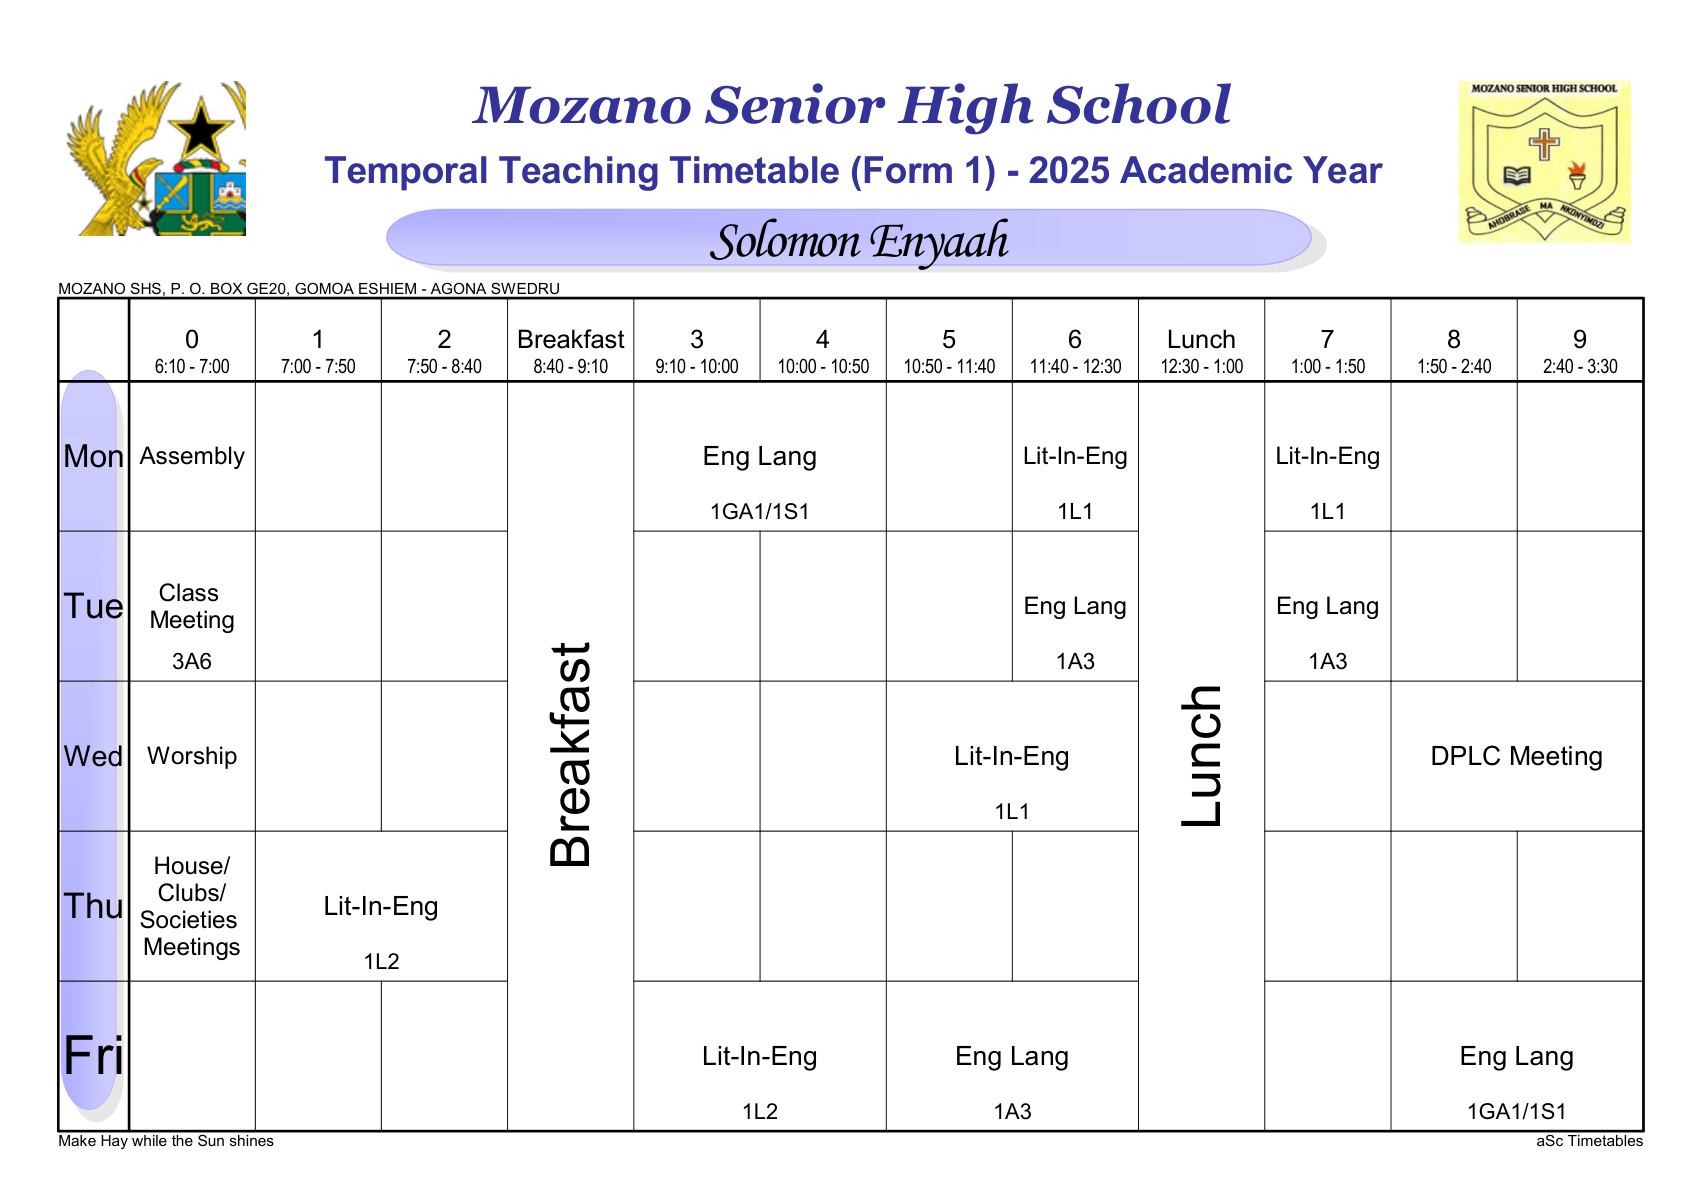 Mozano Senior High School
MOZANO SENIOR HIGH SCHOOL
AHOBRASE MA NKUNYIMDZI
Temporal Teaching Timetable (Form 1) - 2025 Academic Year
Solomon Enyaah
MOZANO SHS, P. O. BOX GE20, GOMOA ESHIEM - AGONA SWEDRU
0 1 2 Breakfast 3 4 5 6 Lunch 7 8 9
6:10 - 7:00 7:00 - 7:50 7:50 - 8:40 8:40 - 9:10 9:10 - 10:00 10:00 - 10:50 10:50 - 11:40 11:40 - 12:30 12:30 - 1:00 1:00 - 1:50 1:50 - 2:40 2:40 - 3:30
Mon Assembly Eng Lang Lit-In-Eng Lit-In-Eng
1GA1/1S1 1L1 1L1
Class
Tue Meeting Eng Lang Eng Lang
3A6 1A3 1A3
Breakfast
Lunch
Wed Worship Lit-In-Eng DPLC Meeting
1L1
House/
Clubs/
Thu Societies Lit-In-Eng
Meetings
1L2
Fri Lit-In-Eng Eng Lang Eng Lang
1L2 1A3 1GA1/1S1
Make Hay while the Sun shines aSc Timetables